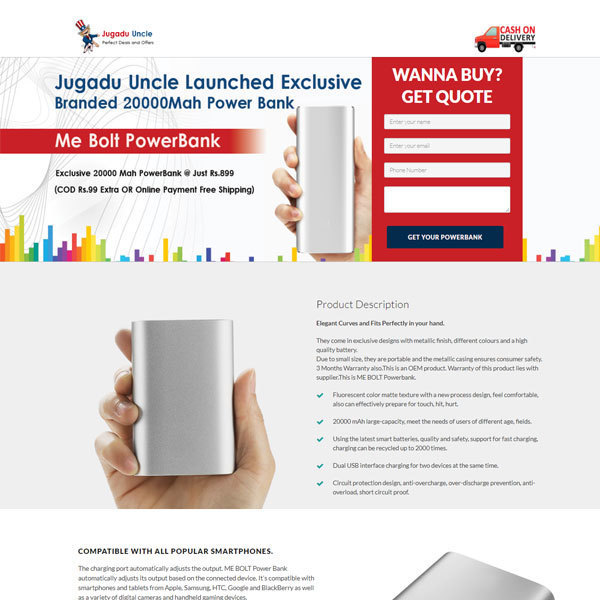 Jugadu Uncle
Perfect Deals and Offers
CASH ON
DELIVERY
Jugadu Uncle Launched Exclusive
Branded 20000Mah Power Bank
Me Bolt PowerBank
Exclusive 20000 Mah PowerBank @ Just Rs.899
(COD Rs.99 Extra OR Online Payment Free Shipping)
WANNA BUY?
GET QUOTE
Enter your name
Enter your email
Phone Number
GET YOUR POWERBANK
Product Description
Elegant Curves and Fits Perfectly in your hand.
They come in exclusive designs with metallic finish, different colours and a high
quality battery.
Due to small size, they are portable and the metallic casing ensures consumer safety.
3 Months Warranty also.This is an OEM product. Warranty of this product lies with
supplier.This is ME BOLT Powerbank.
Fluorescent color matte texture with a new process design, feel comfortable,
also can effectively prepare for touch, hit, hurt.
20000 mAh large-capacity, meet the needs of users of different age, fields.
Using the latest smart batteries, quality and safety, support for fast charging,
charging can be recycled up to 2000 times.
Dual USB interface charging for two devices at the same time.
Circuit protection design, anti-overcharge, over-discharge prevention, anti-
overload, short circuit proof.
COMPATIBLE WITH ALL POPULAR SMARTPHONES.
The charging port automatically adjusts the output. ME BOLT Power Bank
automatically adjusts its output based on the connected device. It's compatible with
smartphones and tablets from Apple, Samsung, HTC, Google and BlackBerry as well
as a variety of digital cameras and handheld gaming devices.